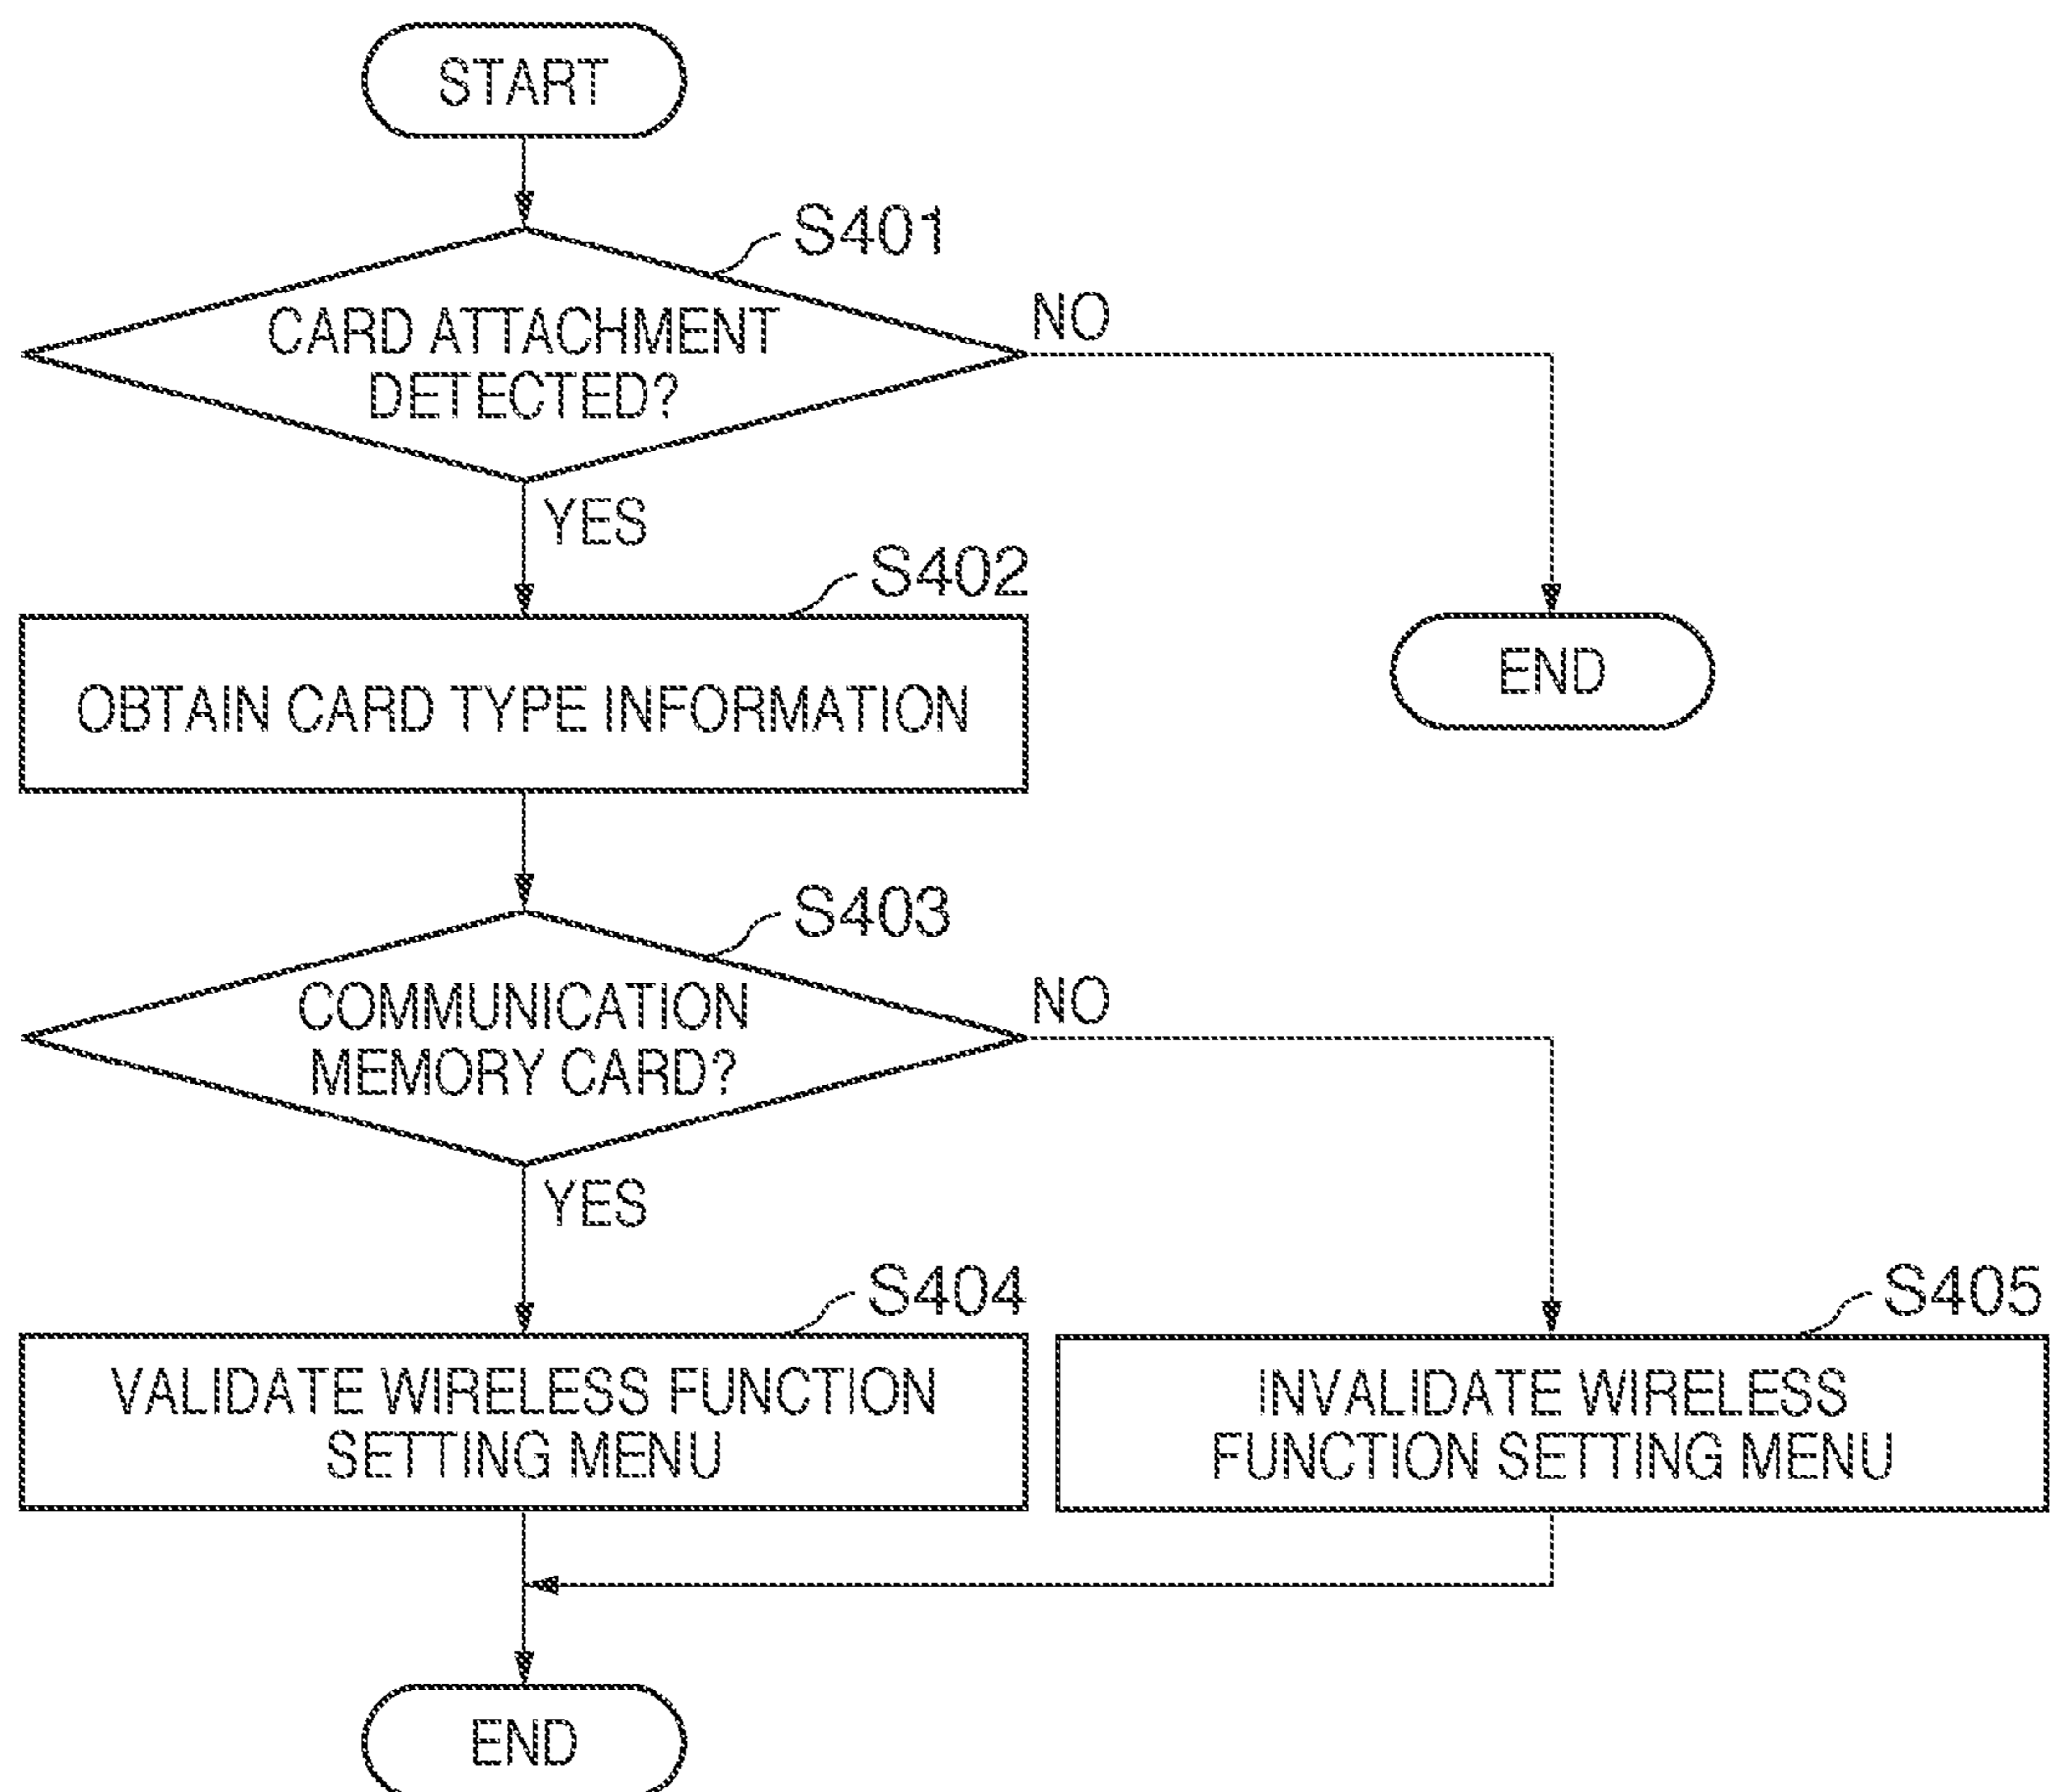 START
S401
CARD ATTACHMENT
DETECTED?
NO
YES
S402
OBTAIN CARD TYPE INFORMATION
END
S403
COMMUNICATION
MEMORY CARD?
NO
YES
S404
VALIDATE WIRELESS FUNCTION
SETTING MENU
S405
INVALIDATE WIRELESS
FUNCTION SETTING MENU
END